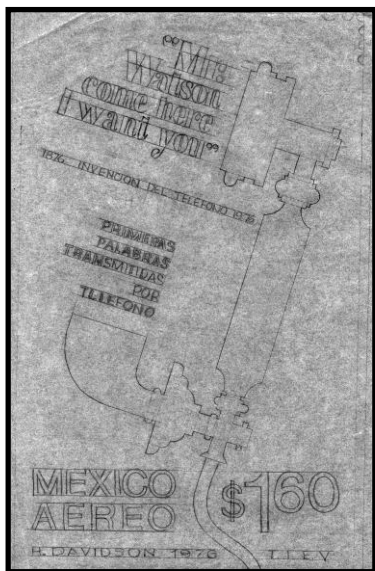 "Mr.
Watson
come here
I want you"
1876 INVENCION DEL TELEFONO 1976
PRIMERAS
PALABRAS
TRANSMITIDAS
POR
TELEFONO
MEXICO
AEREO
$1.60
R. DAVIDSON. 1976
T.I.E.V.